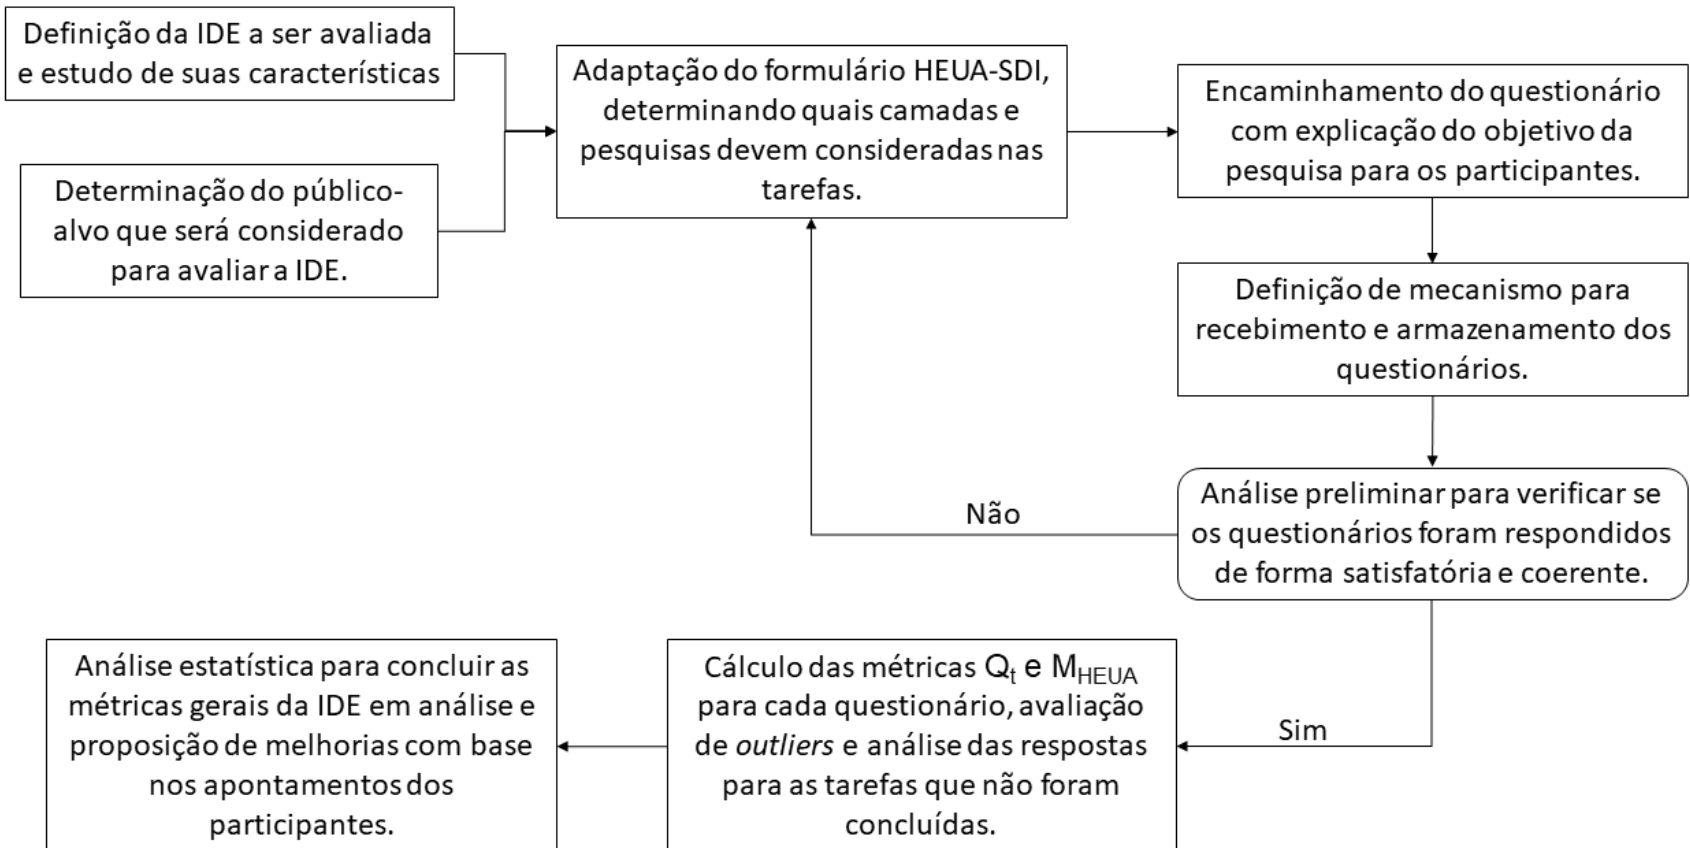 Definição da IDE a ser avaliada
e estudo de suas características
Determinação do público-
alvo que será considerado
para avaliar a IDE.
Adaptação do formulário HEUA-SDI,
determinando quais camadas e
pesquisas devem consideradas nas
tarefas.
Encaminhamento do questionário
com explicação do objetivo da
pesquisa para os participantes.
Definição de mecanismo para
recebimento e armazenamento dos
questionários.
Análise preliminar para verificar se
os questionários foram respondidos
de forma satisfatória e coerente.
Não
Sim
Cálculo das métricas Qt e MHEUA
para cada questionário, avaliação
de outliers e análise das respostas
para as tarefas que não foram
concluídas.
Análise estatística para concluir as
métricas gerais da IDE em análise e
proposição de melhorias com base
nos apontamentos dos
participantes.